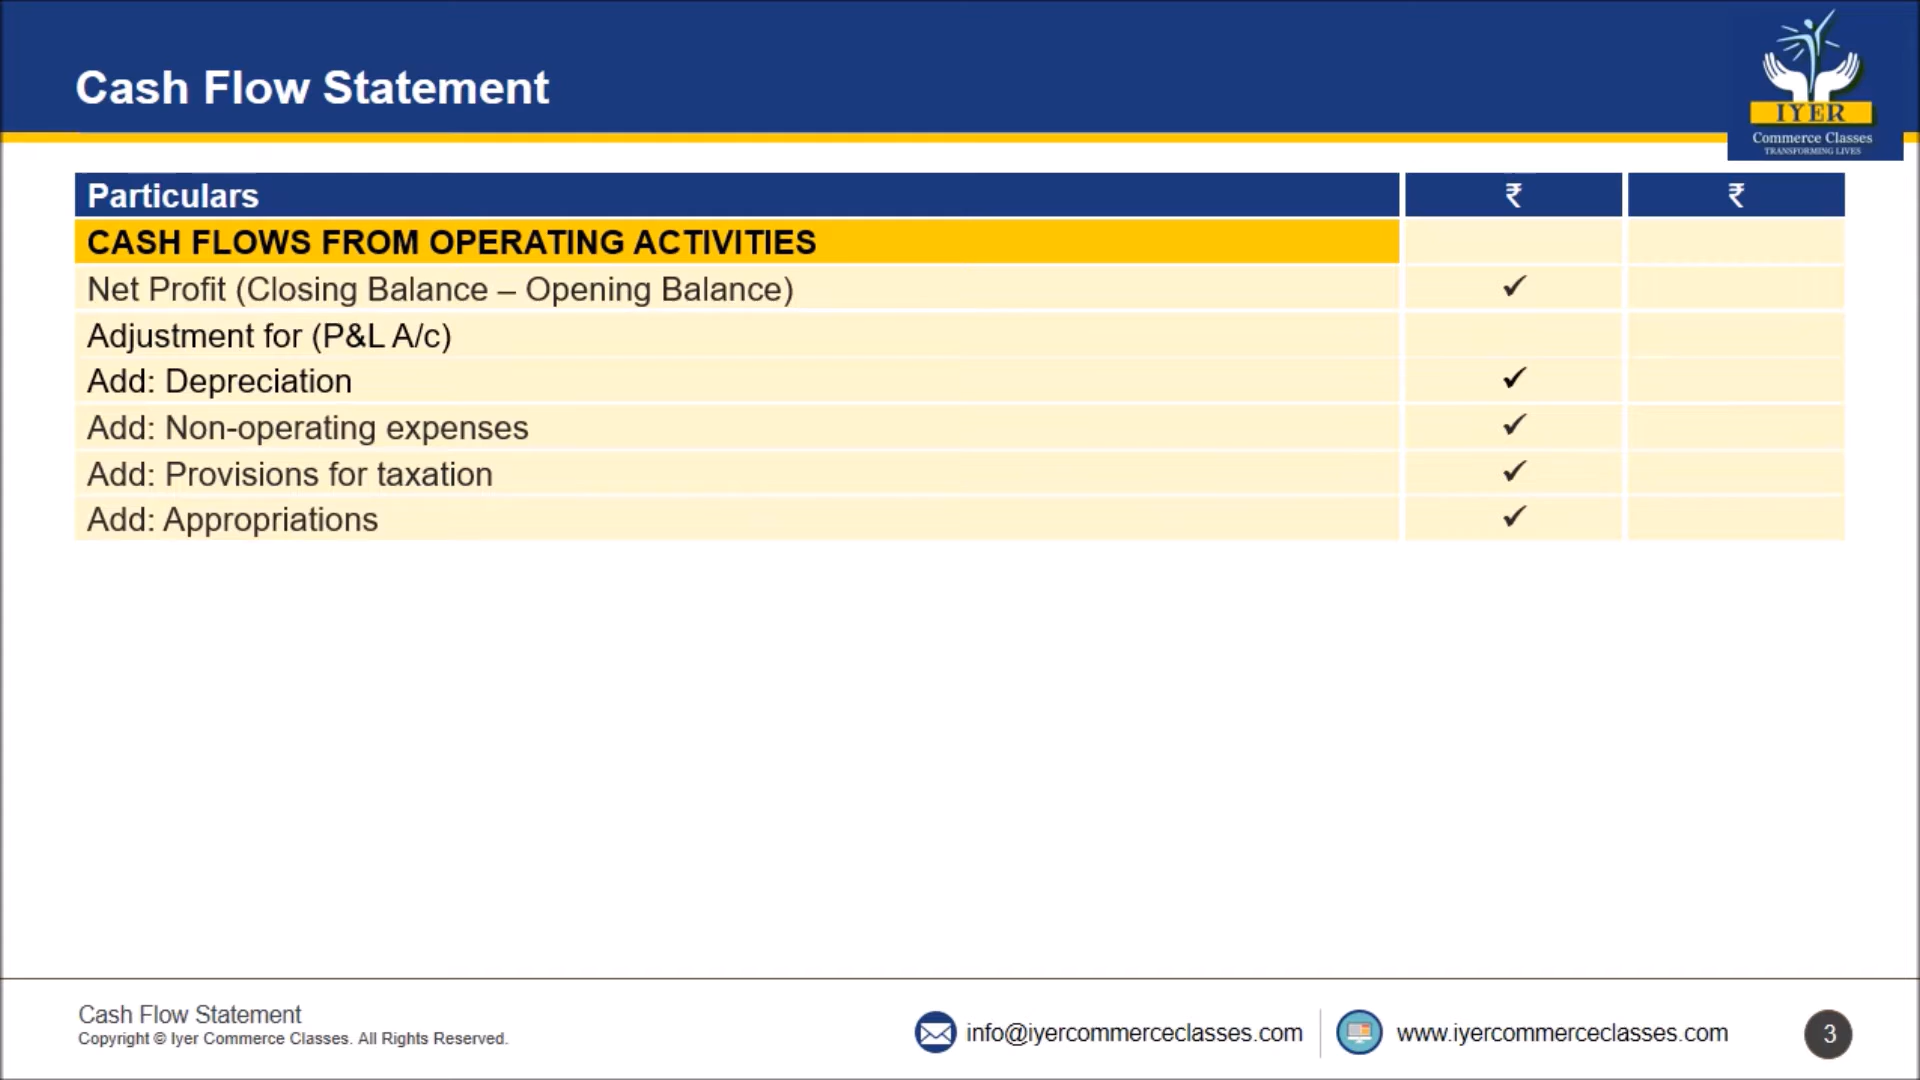 Cash Flow Statement
IYER
Commerce Classes
TRANSFORMING LIVES
Particulars ₹ ₹
CASH FLOWS FROM OPERATING ACTIVITIES
Net Profit (Closing Balance – Opening Balance) ✓
Adjustment for (P&L A/c)
Add: Depreciation ✓
Add: Non-operating expenses ✓
Add: Provisions for taxation ✓
Add: Appropriations ✓
Cash Flow Statement
Copyright © Iyer Commerce Classes. All Rights Reserved.
info@iyercommerceclasses.com
www.iyercommerceclasses.com
3